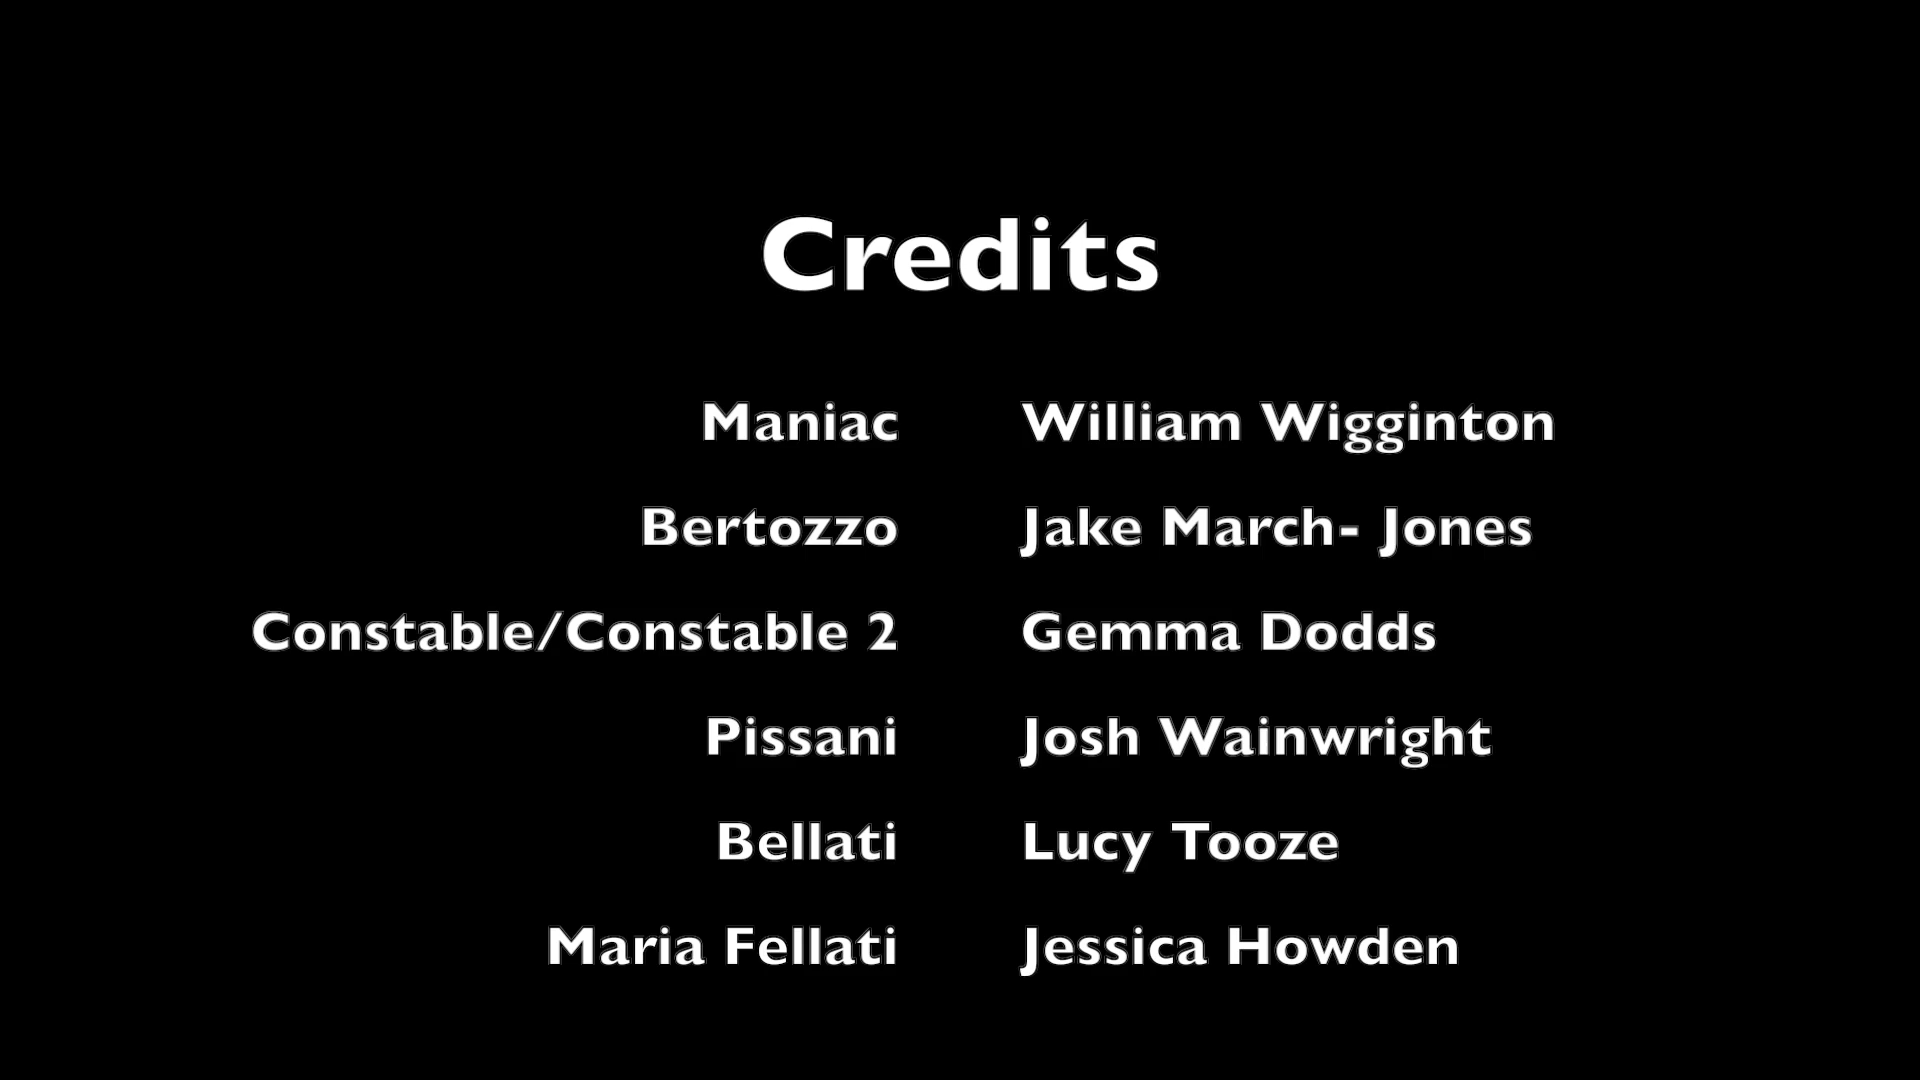 Credits
Maniac William Wigginton
Bertozzo Jake March- Jones
Constable/Constable 2 Gemma Dodds
Pissani Josh Wainwright
Bellati Lucy Tooze
Maria Fellati Jessica Howden